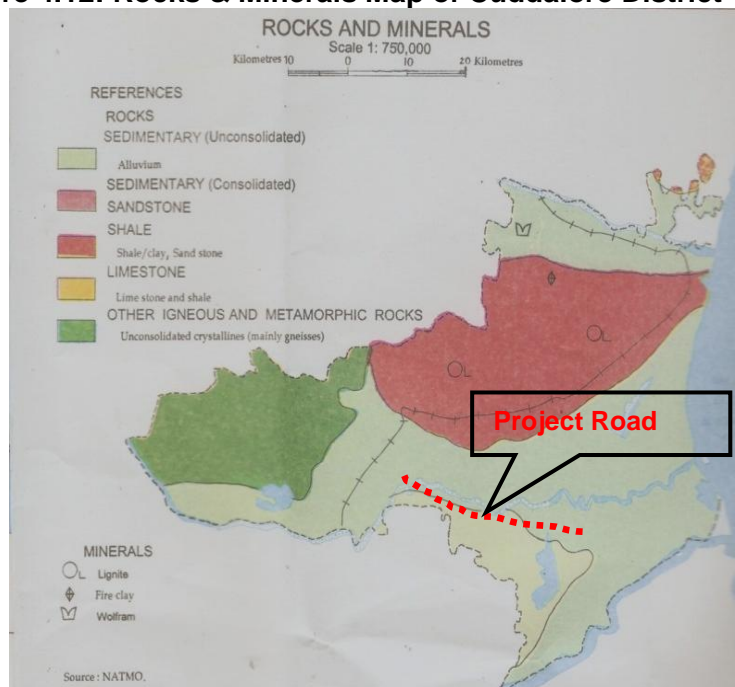 4.12: Rocks & Minerals Map of Cuddalore District
ROCKS AND MINERALS
Scale 1: 750,000
Kilometres 10 0 10 20 Kilometres
REFERENCES
ROCKS
SEDIMENTARY (Unconsolidated)
Alluvium
SEDIMENTARY (Consolidated)
SANDSTONE
SHALE
Shale/clay, Sand stone
LIMESTONE
Lime stone and shale
OTHER IGNEOUS AND METAMORPHIC ROCKS
Unconsolidated crystallines (mainly gneisses)
L
L
Project Road
MINERALS
L Lignite
Fire clay
Wolfram
Source : NATMO.